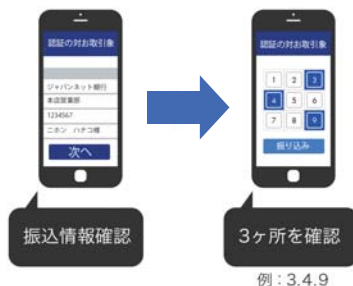 認証の対お取引象
ジャパンネット銀行
本店営業部
1234567
ニホン ハナコ様
次へ
振込情報確認
認証の対お取引象
1 2 3
4 5 6
7 8 9
振り込み
3ヶ所を確認
例：3.4.9